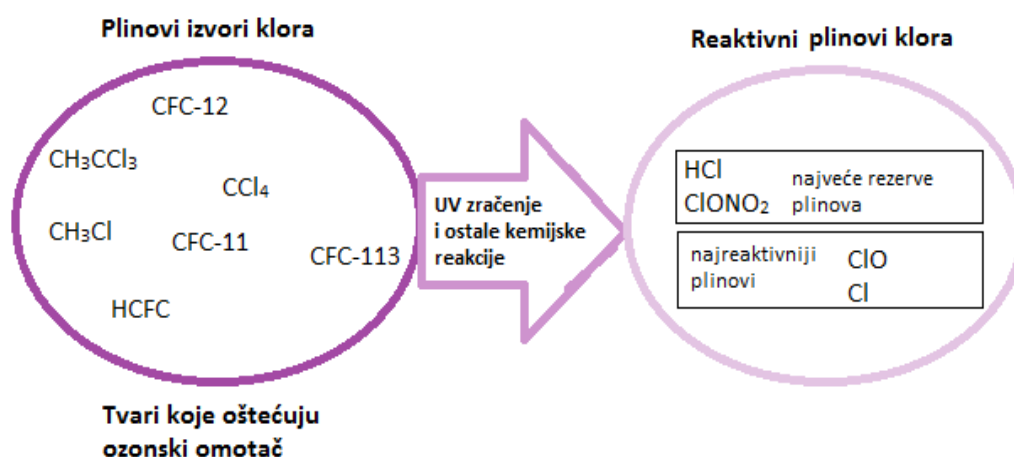 Plinovi izvori klora
CFC-12
CH₃CCl₃
CCl₄
CH₃Cl
CFC-11
CFC-113
HCFC
Tvari koje oštećuju
ozonski omotač
UV zračenje
i ostale kemijske
reakcije
Reaktivni plinovi klora
HCl
ClONO₂
najveće rezerve
plinova
najreaktivniji
plinovi
ClO
Cl